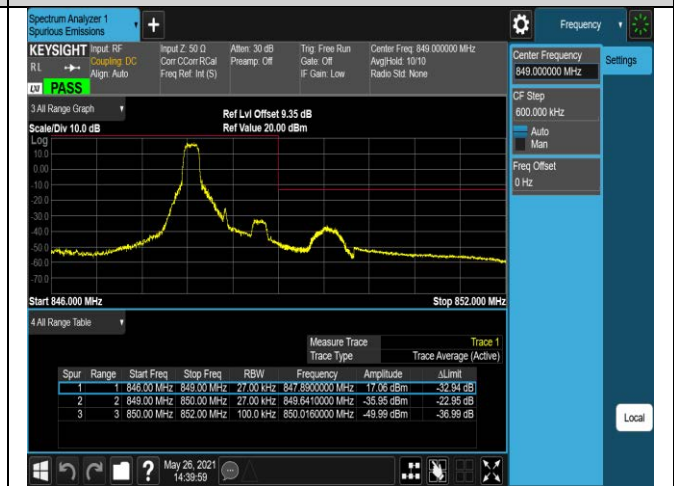 Spectrum Analyzer 1
Spurious Emissions
Frequency
KEYSIGHT Input: RF Input Z: 50 Ω Atten: 30 dB Trig: Free Run Center Freq: 849.000000 MHz
RL Coupling: DC Corr CCorr RCal Preamp: Off Gate: Off Avg|Hold: 10/10
Align: Auto Freq Ref: Int (S) IF Gain: Low Radio Std: None
LXI PASS
Center Frequency
849.000000 MHz
Settings
CF Step
600.000 kHz
Auto
Man
Freq Offset
0 Hz
3 All Range Graph
Ref Lvl Offset 9.35 dB
Scale/Div 10.0 dB Ref Value 20.00 dBm
Log
10.0
0.00
-10.0
-20.0
-30.0
-40.0
-50.0
-60.0
-70.0
Start 846.000 MHz Stop 852.000 MHz
4 All Range Table
Measure Trace Trace 1
Trace Type Trace Average (Active)
Spur Range Start Freq Stop Freq RBW Frequency Amplitude ΔLimit
1 1 846.00 MHz 849.00 MHz 27.00 kHz 847.8900000 MHz 17.06 dBm -32.94 dB
2 2 849.00 MHz 850.00 MHz 27.00 kHz 849.6410000 MHz -35.95 dBm -22.95 dB
3 3 850.00 MHz 852.00 MHz 100.0 kHz 850.0160000 MHz -49.99 dBm -36.99 dB
Local
May 26, 2021
14:39:59